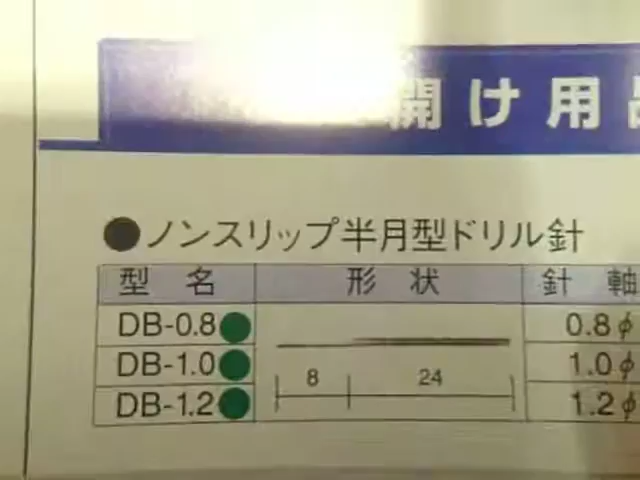 開け用
●ノンスリップ半月型ドリル針
型 名 形 状 針 軸
DB-0.8 0.8φ
DB-1.0 8 24 1.0φ
DB-1.2 1.2φ